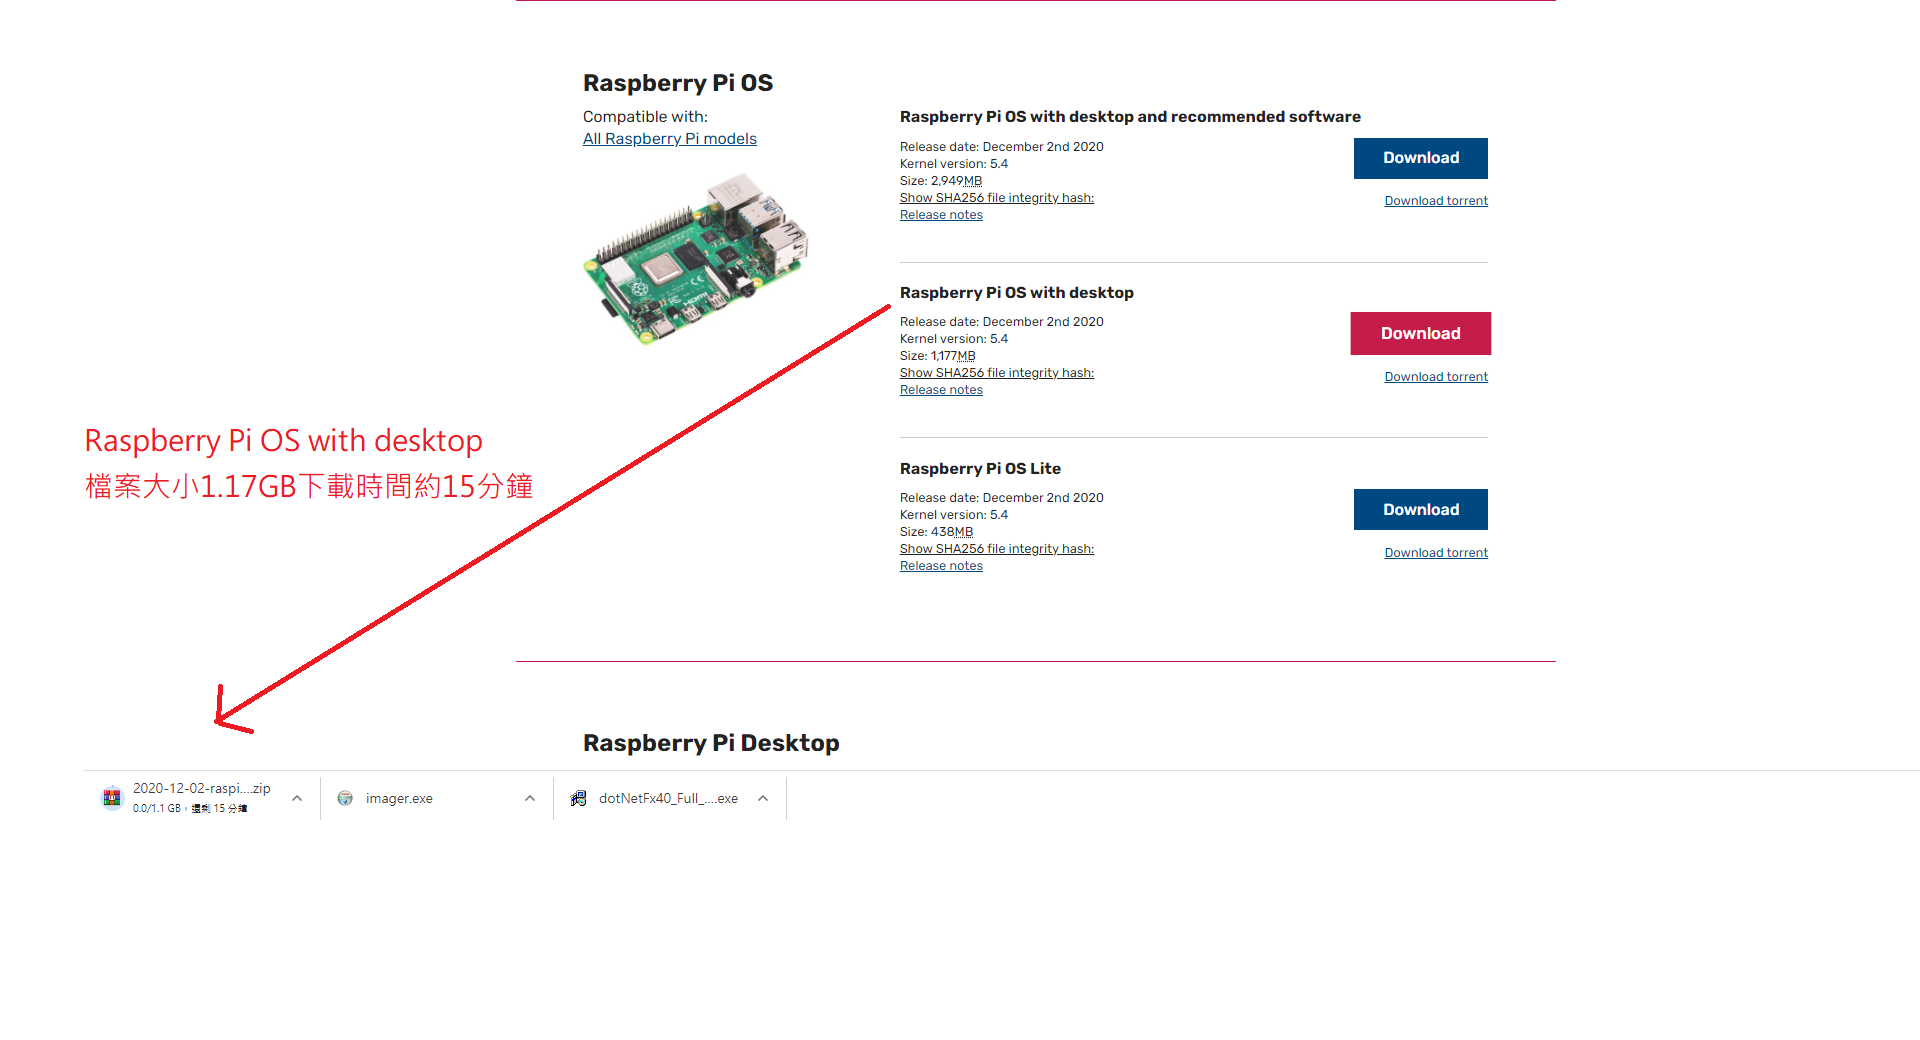 Raspberry Pi OS
Compatible with:
All Raspberry Pi models
Raspberry Pi OS with desktop and recommended software
Release date: December 2nd 2020
Kernel version: 5.4
Size: 2,949MB
Show SHA256 file integrity hash:
Release notes
Download
Download torrent
Raspberry Pi OS with desktop
Release date: December 2nd 2020
Kernel version: 5.4
Size: 1,177MB
Show SHA256 file integrity hash:
Release notes
Download
Download torrent
Raspberry Pi OS with desktop
檔案大小1.17GB下載時間約15分鐘
Raspberry Pi OS Lite
Release date: December 2nd 2020
Kernel version: 5.4
Size: 438MB
Show SHA256 file integrity hash:
Release notes
Download
Download torrent
Raspberry Pi Desktop
2020-12-02-raspi....zip
0.0/1.1 GB，還剩 15 分鐘
imager.exe
dotNetFx40_Full_....exe